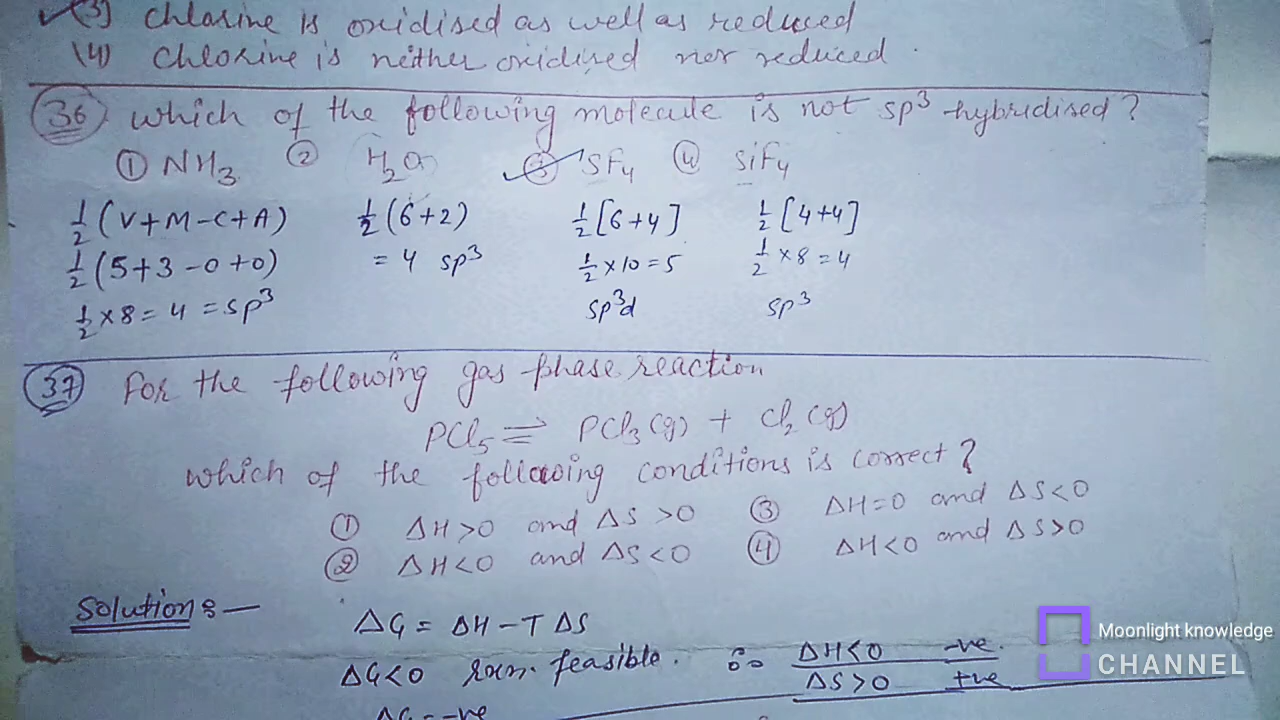 (3) Chlorine is oxidised as well as reduced
(4) Chlorine is neither oxidised nor reduced.
36 which of the following molecule is not sp³ hybridised?
① NH₃ ② H₂O ③ SF₄ ④ SiF₄
½(V+M-C+A) ½(6+2) ½[6+4] ½[4+4]
½(5+3-0+0) = 4 sp³ ½×10=5 ½×8=4
½×8=4=sp³ sp³d sp³
37 For the following gas phase reaction
PCl₅ ⇌ PCl₃(g) + Cl₂(g)
which of the following conditions is correct?
① ΔH>0 and ΔS>0 ③ ΔH=0 and ΔS<0
② ΔH<0 and ΔS<0 ④ ΔH<0 and ΔS>0
Solution:—
ΔG = ΔH-TΔS
ΔG<0 rxn. feasible. ∴ ΔH<0 -ve.
ΔS>0 +ve
ΔG=-ve
Moonlight knowledge
CHANNEL